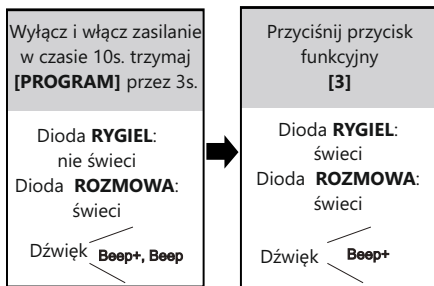 Wyłącz i włącz zasilanie
w czasie 10s. trzymaj
[PROGRAM] przez 3s.
Dioda RYGIEL:
nie świeci
Dioda ROZMOWA:
świeci
Dźwięk Beep+, Beep
Przyciśnij przycisk
funkcyjny
[3]
Dioda RYGIEL:
świeci
Dioda ROZMOWA:
świeci
Dźwięk Beep+